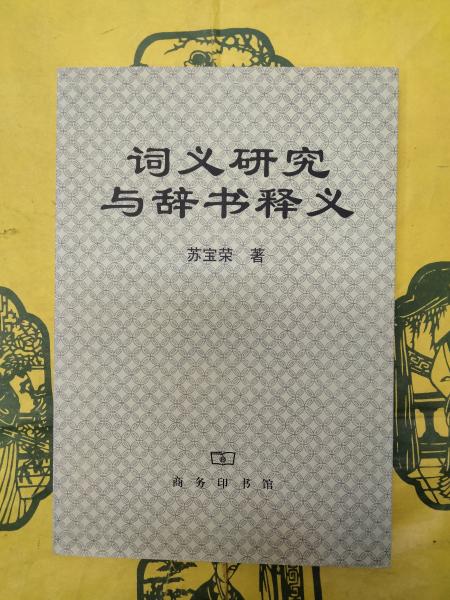 词义研究
与辞书释义
苏宝荣 著
商务印书馆